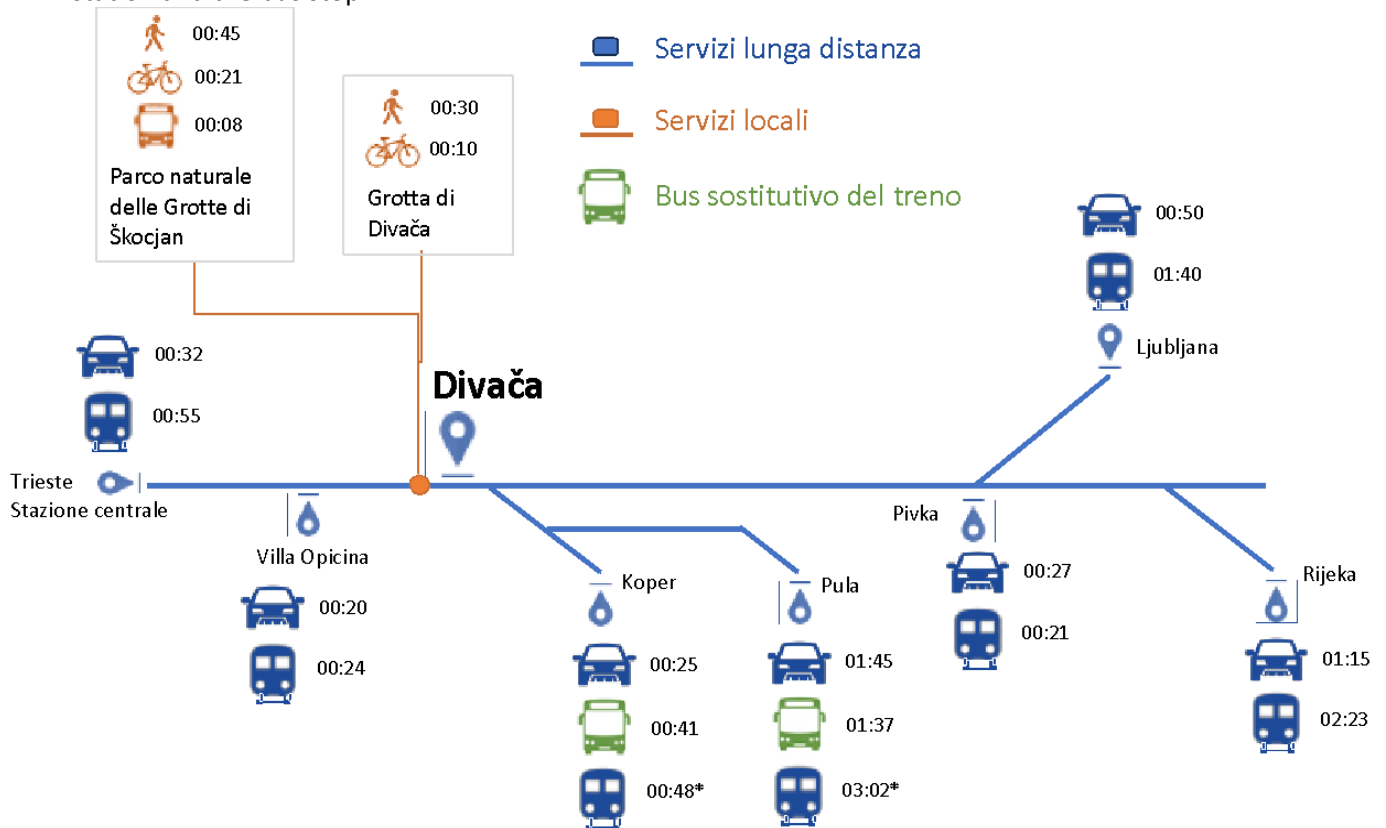 00:45
00:21
00:08
Parco naturale
delle Grotte di
Škocjan
00:30
00:10
Grotta di
Divača
Servizi lunga distanza
Servizi locali
Bus sostitutivo del treno
00:50
01:40
Ljubljana
00:32
00:55
Divača
Trieste
Stazione centrale
Villa Opicina
00:20
00:24
Koper
00:25
00:41
00:48*
Pula
01:45
01:37
03:02*
Pivka
00:27
00:21
Rijeka
01:15
02:23